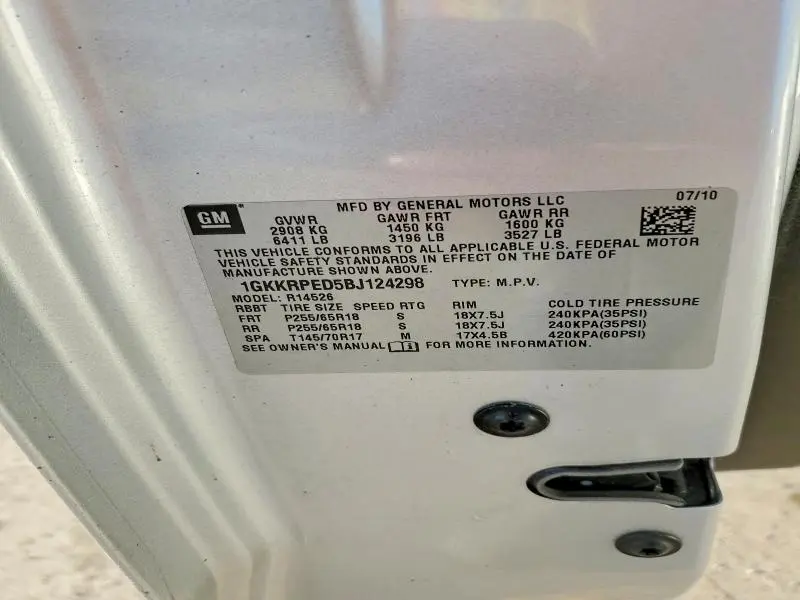 MFD BY GENERAL MOTORS LLC 07/10
GM GVWR GAWR FRT GAWR RR
2908 KG 1450 KG 1600 KG
6411 LB 3196 LB 3527 LB
THIS VEHICLE CONFORMS TO ALL APPLICABLE U.S. FEDERAL MOTOR
VEHICLE SAFETY STANDARDS IN EFFECT ON THE DATE OF
MANUFACTURE SHOWN ABOVE.
1GKKRPED5BJ124298 TYPE: M.P.V.
MODEL: R14526
RBBT TIRE SIZE SPEED RTG RIM COLD TIRE PRESSURE
FRT P255/65R18 S 18X7.5J 240KPA(35PSI)
RR P255/65R18 S 18X7.5J 240KPA(35PSI)
SPA T145/70R17 M 17X4.5B 420KPA(60PSI)
SEE OWNER'S MANUAL FOR MORE INFORMATION.